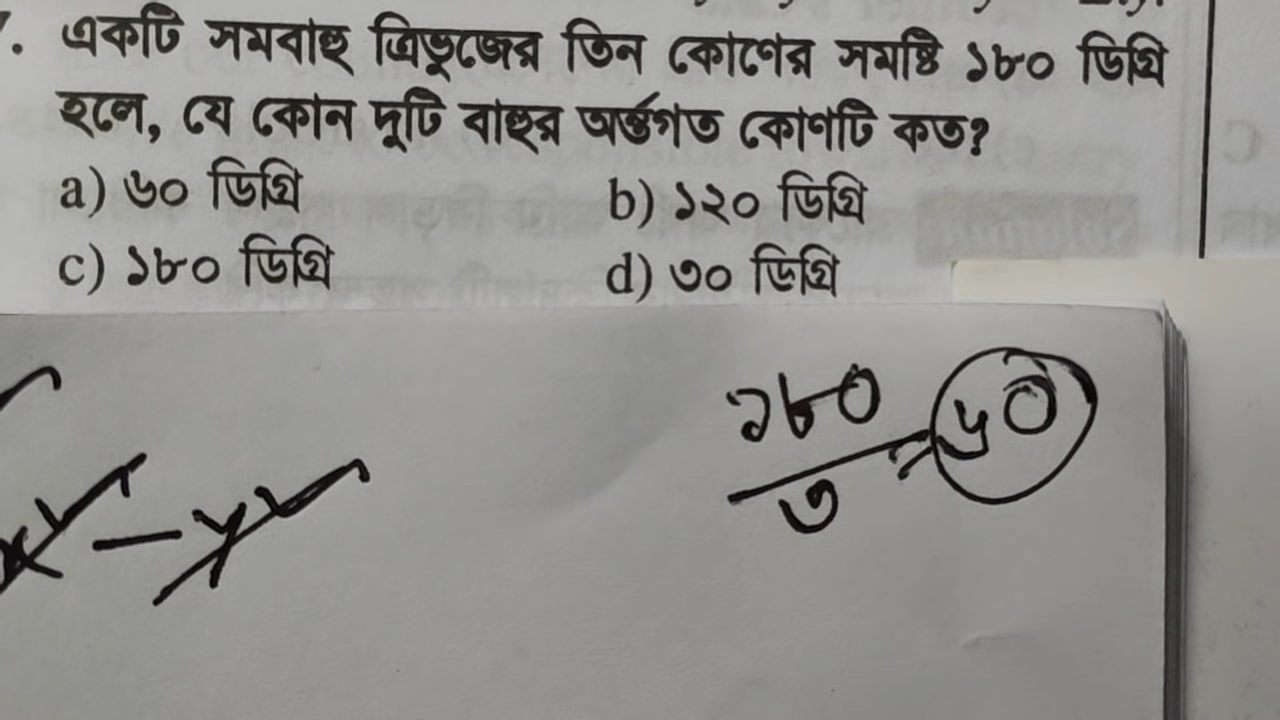 . একটি সমবাহু ত্রিভুজের তিন কোণের সমষ্টি ১৮০ ডিগ্রি
হলে, যে কোন দুটি বাহুর অর্ন্তগত কোণটি কত?
a) ৬০ ডিগ্রি b) ১২০ ডিগ্রি
c) ১৮০ ডিগ্রি d) ৩০ ডিগ্রি
১৮০
৩
= ৬০